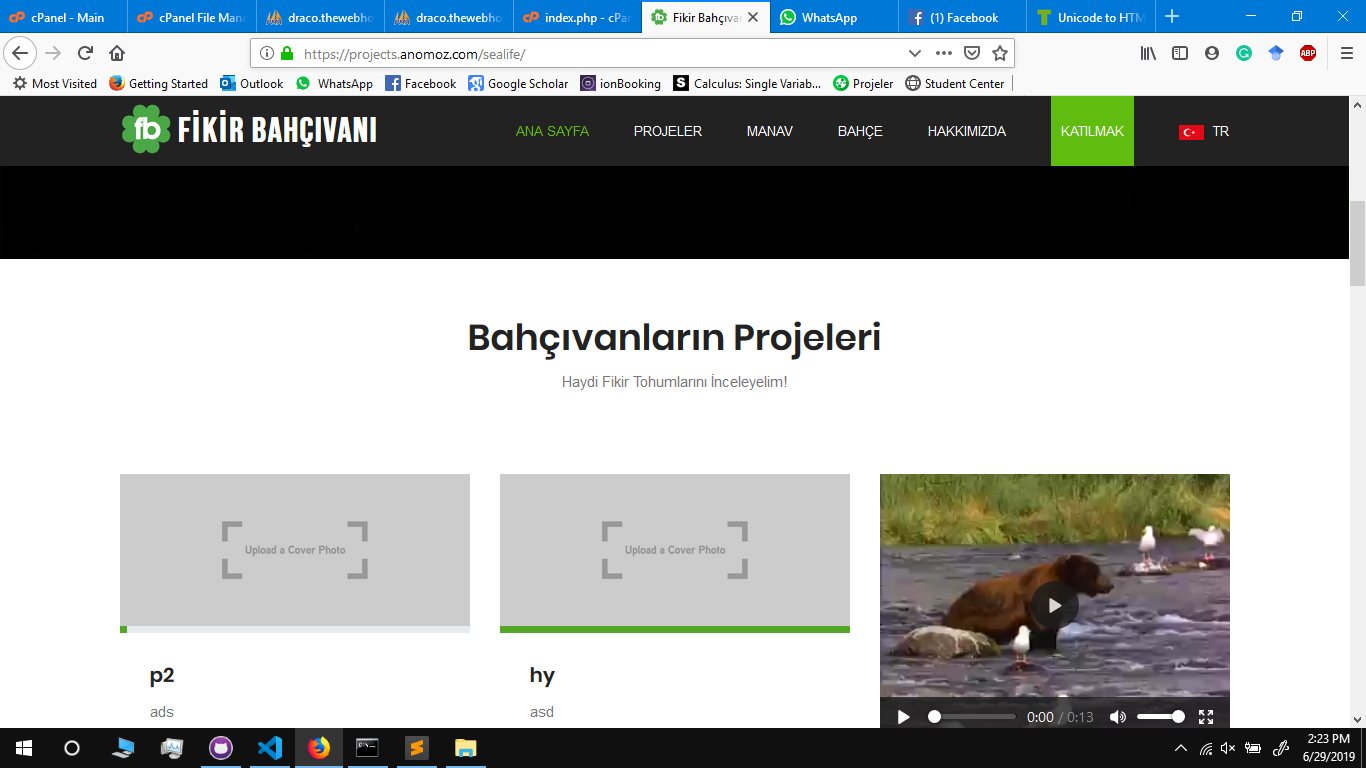 cPanel - Main
cPanel File Mana
draco.thewebho
draco.thewebho
index.php - cPan
Fikir Bahçıvan
WhatsApp
(1) Facebook
Unicode to HTM
https://projects.anomoz.com/sealife/
ABP
Most Visited
Getting Started
Outlook
WhatsApp
Facebook
Google Scholar
ionBooking
Calculus: Single Variab...
Projeler
Student Center
fb FİKİR BAHÇIVANI
ANA SAYFA
PROJELER
MANAV
BAHÇE
HAKKIMIZDA
KATILMAK
TR
Bahçıvanların Projeleri
Haydi Fikir Tohumlarını İnceleyelim!
Upload a Cover Photo
Upload a Cover Photo
p2
ads
hy
asd
0:00 / 0:13
2:23 PM
6/29/2019